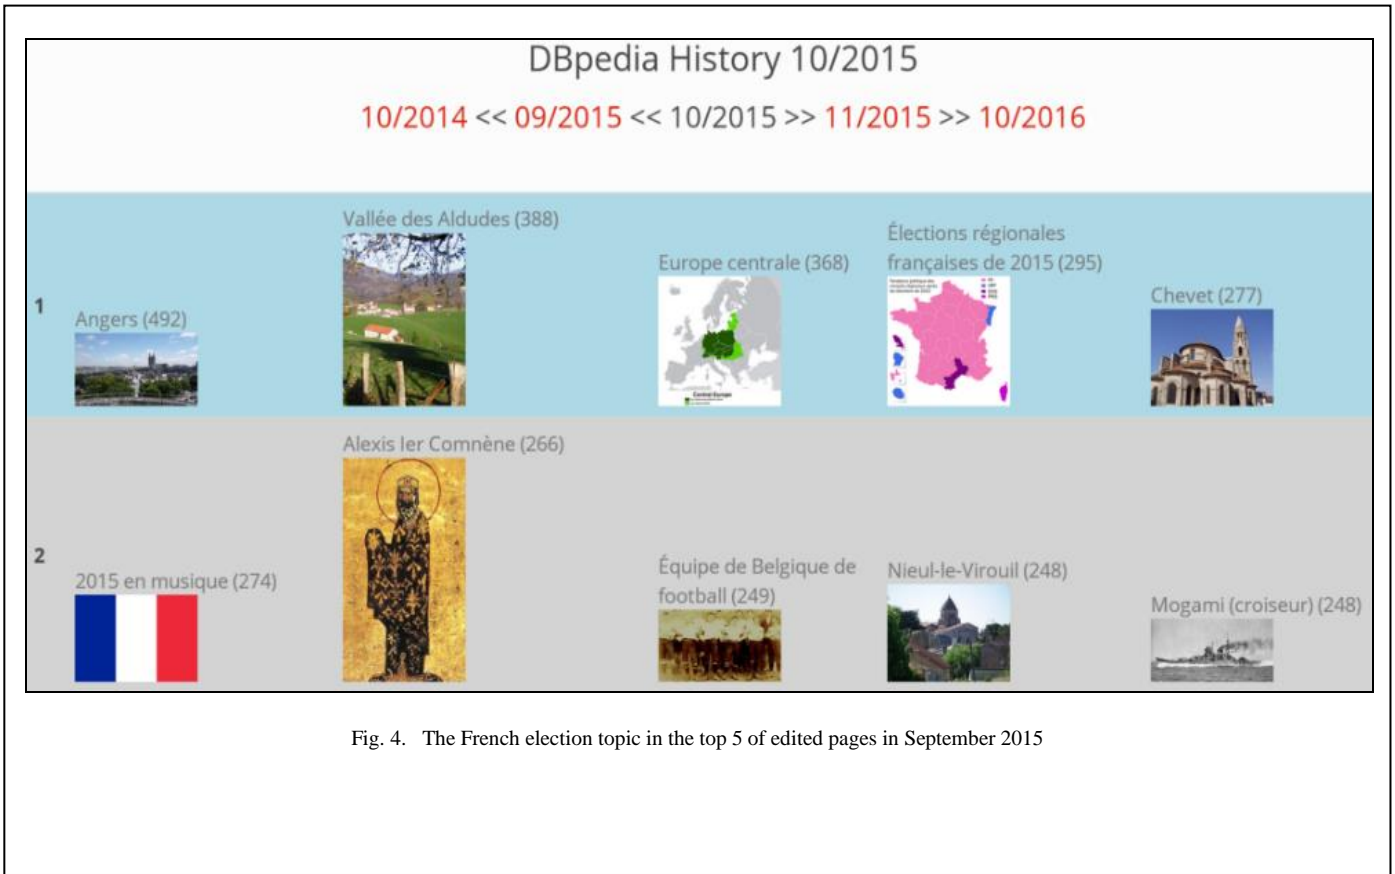 DBpedia History 10/2015
10/2014 << 09/2015 << 10/2015 >> 11/2015 >> 10/2016
1
Angers (492)
Vallée des Aldudes (388)
Europe centrale (368)
Central Europe
Élections régionales
françaises de 2015 (295)
Chevet (277)
2
2015 en musique (274)
Alexis Ier Comnène (266)
Équipe de Belgique de
football (249)
Nieul-le-Virouil (248)
Mogami (croiseur) (248)
Fig. 4. The French election topic in the top 5 of edited pages in September 2015